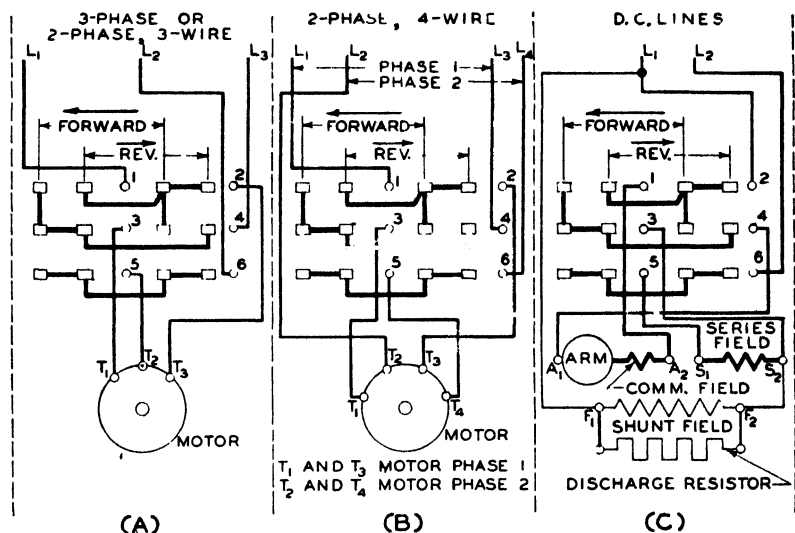 3-PHASE OR
2-PHASE, 3-WIRE
L1
L2
L3
FORWARD
REV.
1
2
3
4
5
6
T1
T2
T3
MOTOR
(A)
2-PHASE, 4-WIRE
L1
L2
L3
L4
PHASE 1
PHASE 2
FORWARD
REV.
1
2
3
4
5
6
T2
T3
T1
T4
MOTOR
T1 AND T3 MOTOR PHASE 1
T2 AND T4 MOTOR PHASE 2
(B)
D.C. LINES
L1
L2
FORWARD
REV.
1
2
3
4
5
6
SERIES
FIELD
A1
ARM
A2
S1
S2
COMM. FIELD
F1
F2
SHUNT FIELD
DISCHARGE RESISTOR
(C)